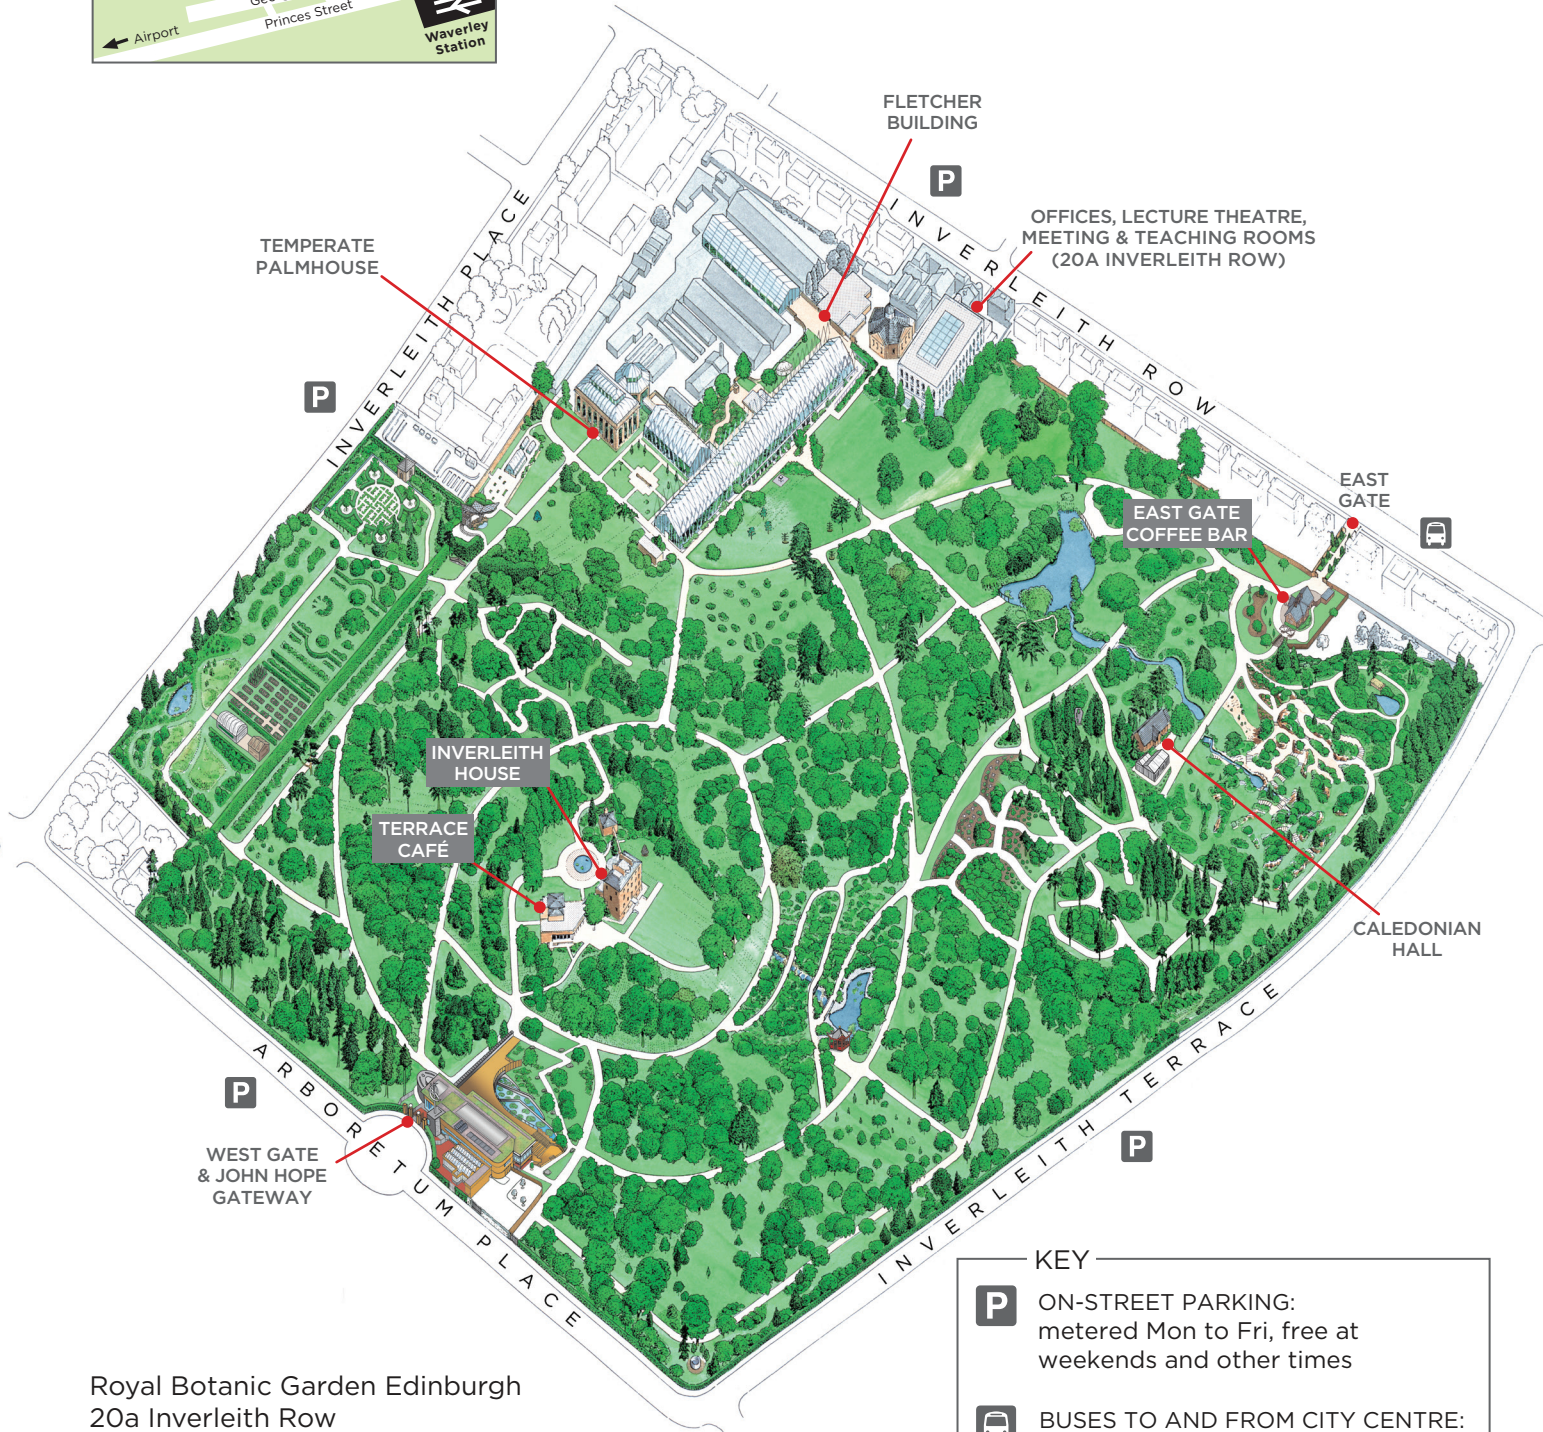 Princes Street
Airport
Waverley
Station
FLETCHER
BUILDING
P
INVERLEITH PLACE
INVERLEITH ROW
OFFICES, LECTURE THEATRE,
MEETING & TEACHING ROOMS
(20A INVERLEITH ROW)
TEMPERATE
PALMHOUSE
P
EAST
GATE
EAST GATE
COFFEE BAR
INVERLEITH
HOUSE
TERRACE
CAFÉ
CALEDONIAN
HALL
ARBORETUM PLACE
P
WEST GATE
& JOHN HOPE
GATEWAY
INVERLEITH TERRACE
P
KEY
P
ON-STREET PARKING:
metered Mon to Fri, free at
weekends and other times
BUSES TO AND FROM CITY CENTRE:
Royal Botanic Garden Edinburgh
20a Inverleith Row